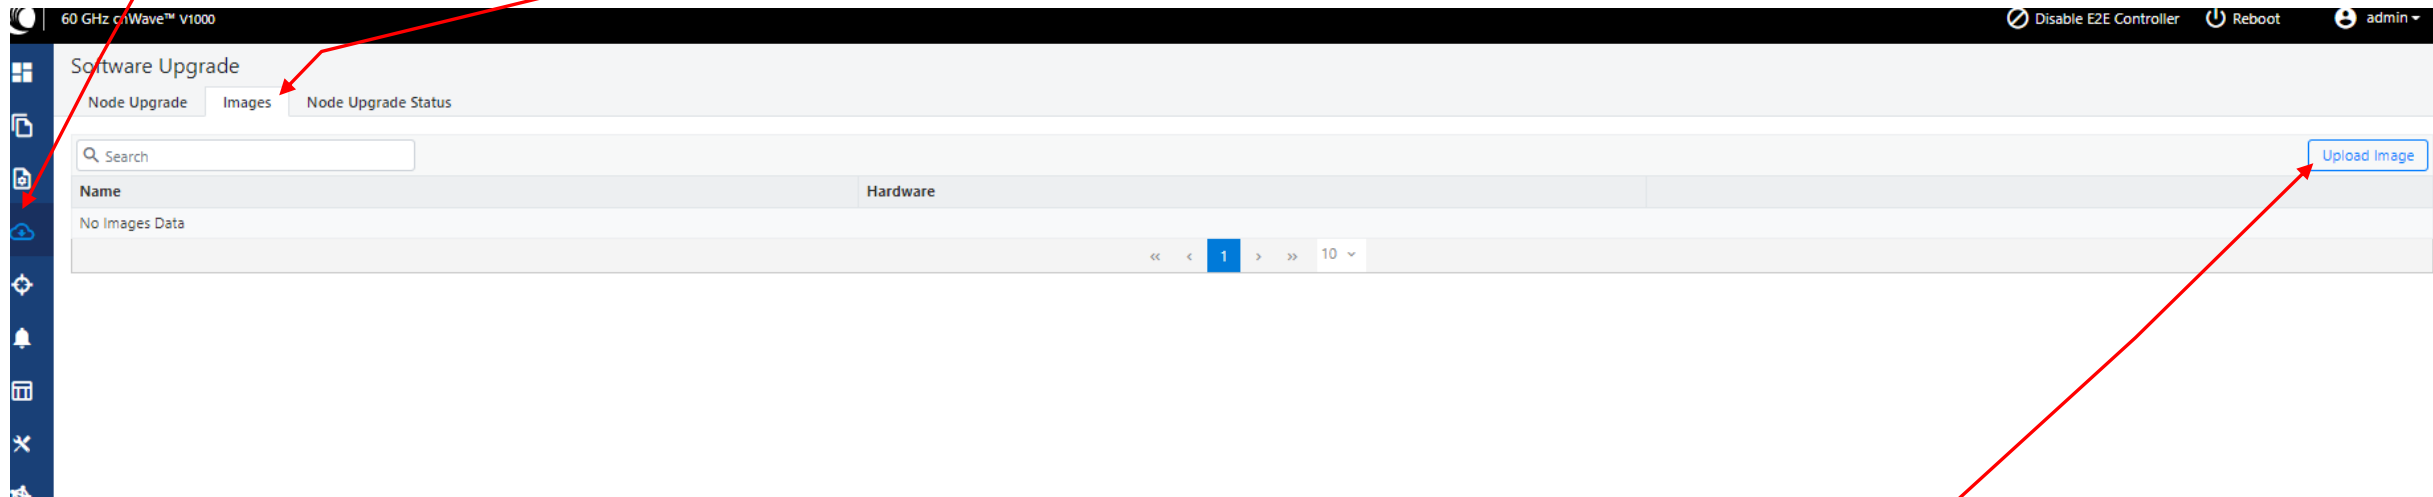 60 GHz cnWave™ V1000
Disable E2E Controller
Reboot
admin
Software Upgrade
Node Upgrade
Images
Node Upgrade Status
Search
Upload Image
Name
Hardware
No Images Data
« ‹ 1 › » 10